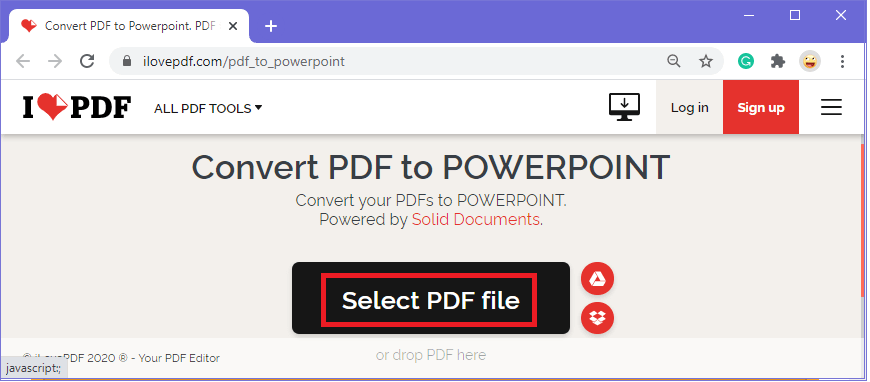 Convert PDF to Powerpoint. PDF
ilovepdf.com/pdf_to_powerpoint
I PDF
ALL PDF TOOLS
Log in
Sign up
Convert PDF to POWERPOINT
Convert your PDFs to POWERPOINT.
Powered by Solid Documents.
Select PDF file
or drop PDF here
© iLovePDF 2020 ® - Your PDF Editor
javascript:;